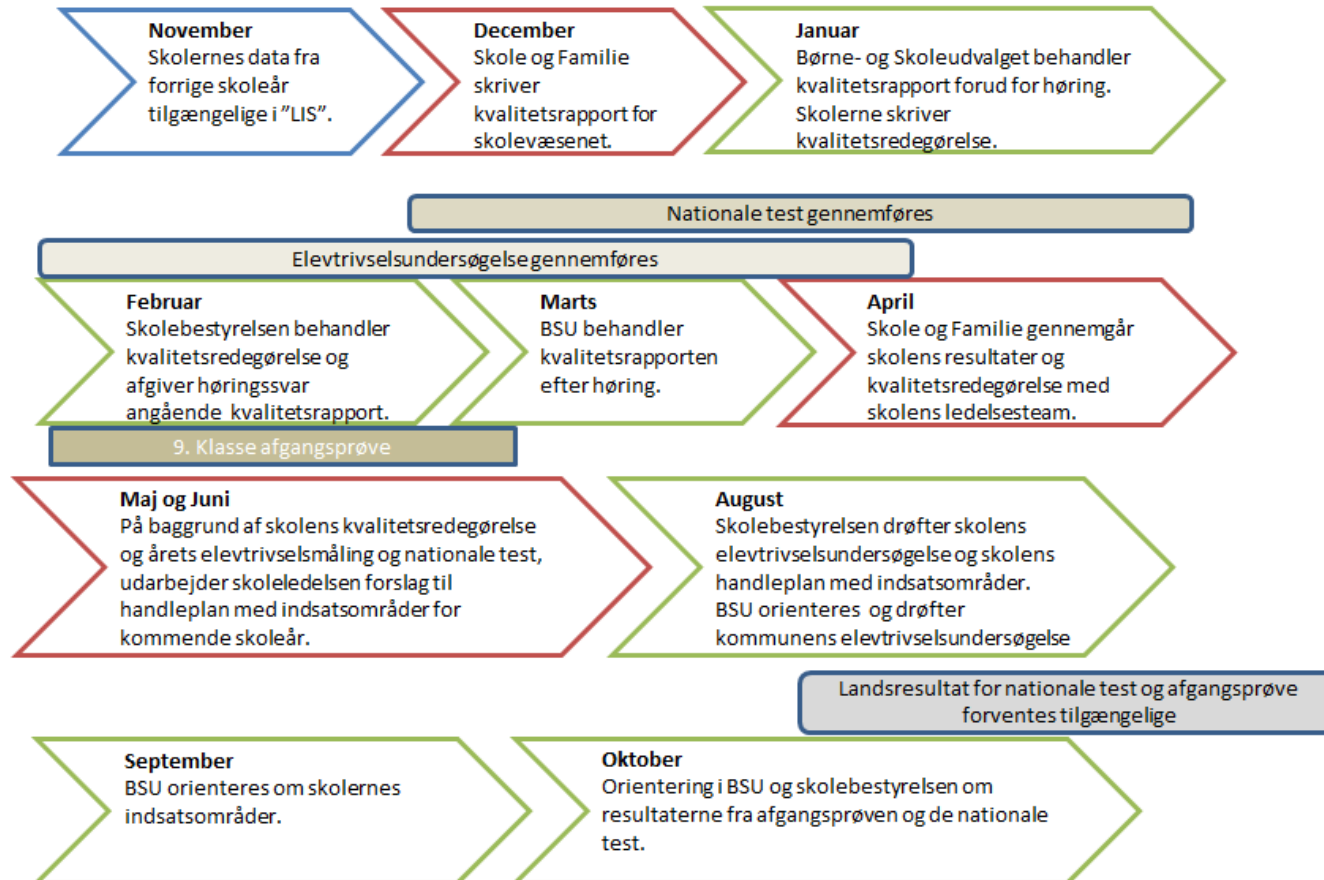 November
Skolernes data fra
forrige skoleår
tilgængelige i ”LIS”.
December
Skole og Familie
skriver
kvalitetsrapport for
skolevæsenet.
Januar
Børne- og Skoleudvalget behandler
kvalitetsrapport forud for høring.
Skolerne skriver
kvalitetsredegørelse.
Nationale test gennemføres
Elevtrivselsundersøgelse gennemføres
Februar
Skolebestyrelsen behandler
kvalitetsredegørelse og
afgiver høringssvar
angående kvalitetsrapport.
Marts
BSU behandler
kvalitetsrapporten
efter høring.
April
Skole og Familie gennemgår
skolens resultater og
kvalitetsredegørelse med
skolens ledelsesteam.
9. Klasse afgangsprøve
Maj og Juni
På baggrund af skolens kvalitetsredegørelse
og årets elevtrivselsmåling og nationale test,
udarbejder skoleledelsen forslag til
handleplan med indsatsområder for
kommende skoleår.
August
Skolebestyrelsen drøfter skolens
elevtrivselsundersøgelse og skolens
handleplan med indsatsområder.
BSU orienteres og drøfter
kommunens elevtrivselsundersøgelse
Landsresultat for nationale test og afgangsprøve
forventes tilgængelige
September
BSU orienteres om skolernes
indsatsområder.
Oktober
Orientering i BSU og skolebestyrelsen om
resultaterne fra afgangsprøven og de nationale
test.